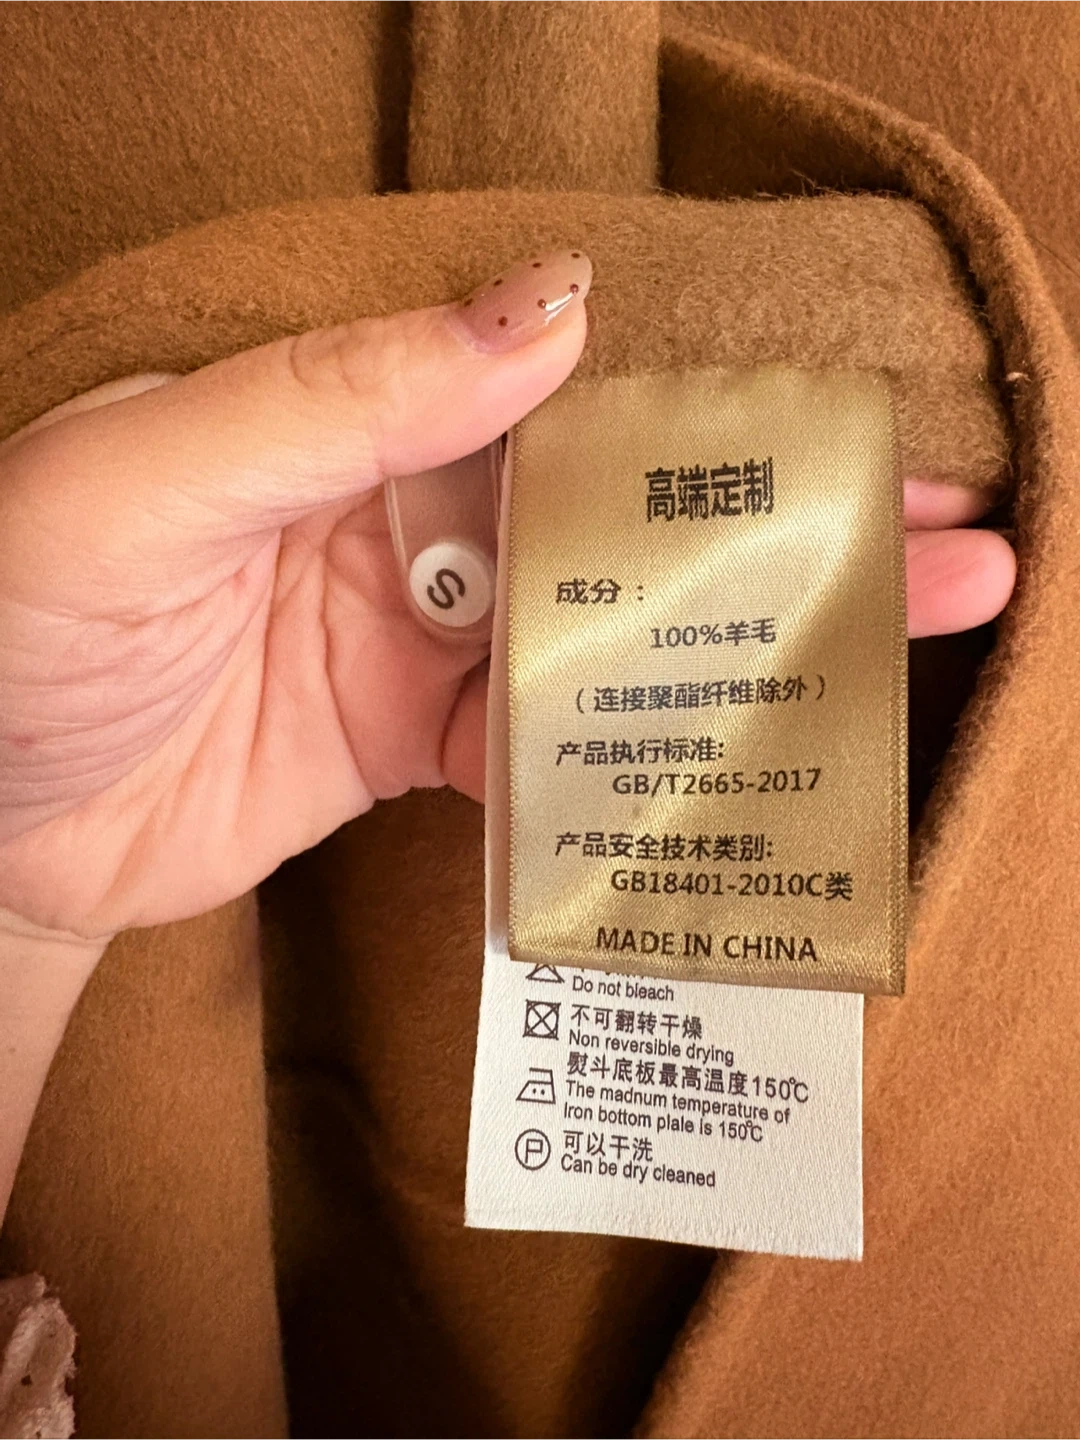 S
高端定制
成分：
100%羊毛
（连接聚酯纤维除外）
产品执行标准:
GB/T2665-2017
产品安全技术类别:
GB18401-2010C类
MADE IN CHINA
Do not bleach
不可翻转干燥
Non reversible drying
熨斗底板最高温度150℃
The madnum temperature of
Iron bottom plale is 150℃
可以干洗
Can be dry cleaned